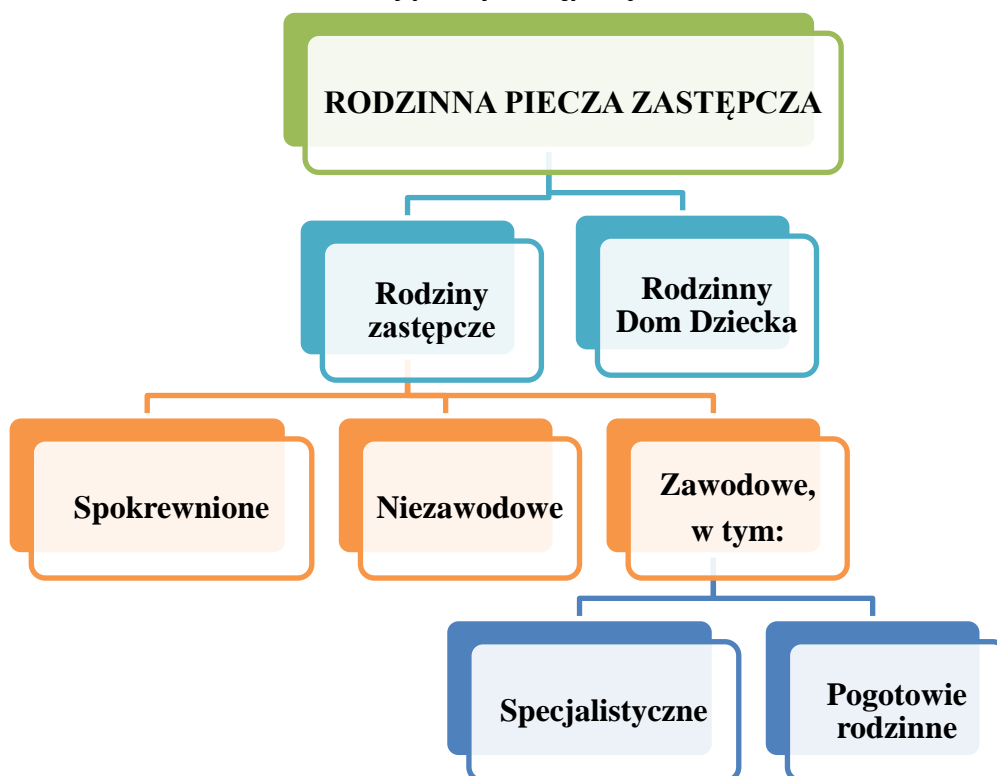 RODZINNA PIECZA ZASTĘPCZA
Rodziny
zastępcze
Rodzinny
Dom Dziecka
Spokrewnione
Niezawodowe
Zawodowe,
w tym:
Specjalistyczne
Pogotowie
rodzinne